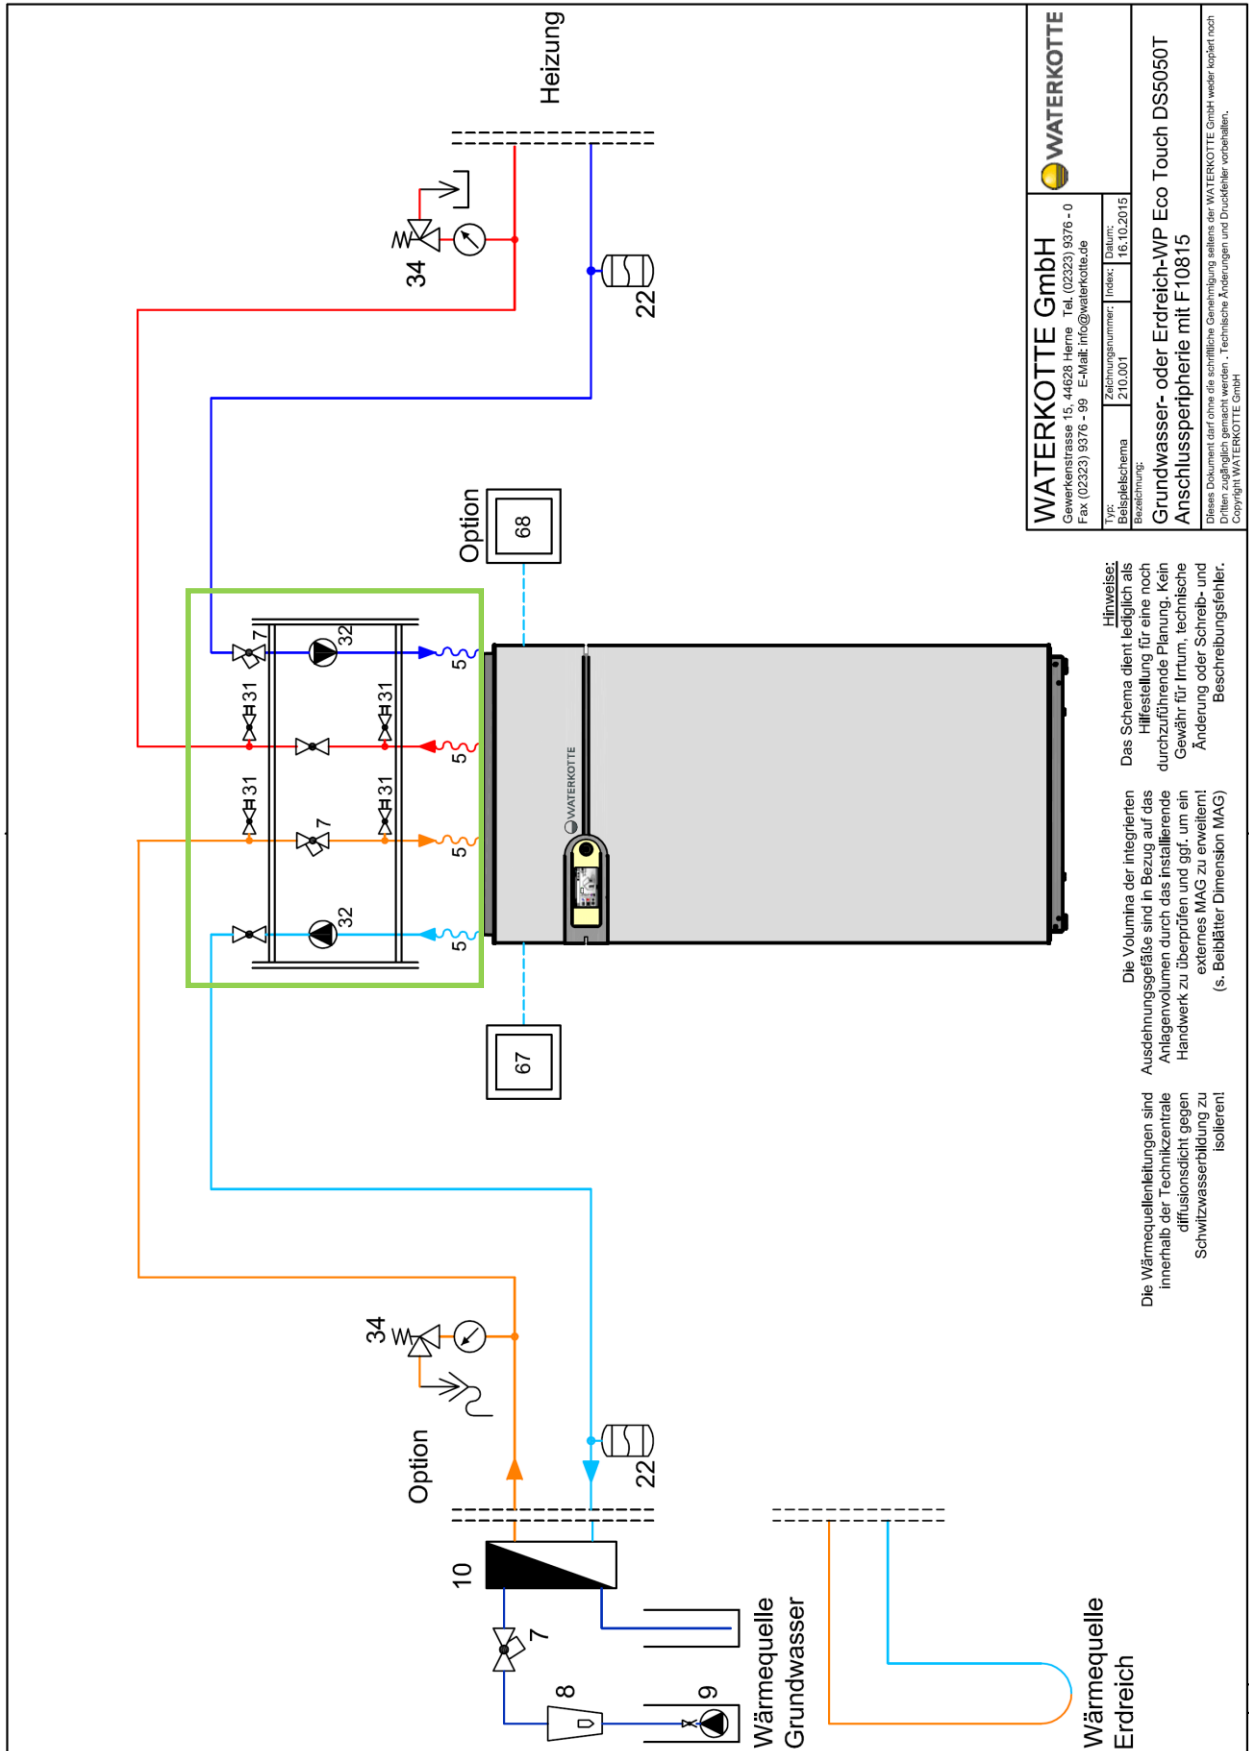 Heizung
34
22
Option
68
7
32
5
31
31
5
31
7
31
5
32
5
WATERKOTTE
67
34
Option
22
10
7
8
9
Wärmequelle
Grundwasser
Wärmequelle
Erdreich
Die Wärmequellenleitungen sind
innerhalb der Technikzentrale
diffusionsdicht gegen
Schwitzwasserbildung zu
isolieren!
Die Volumina der integrierten
Ausdehnungsgefäße sind in Bezug auf das
Anlagenvolumen durch das installierende
Handwerk zu überprüfen und ggf. um ein
externes MAG zu erweitern!
(s. Beiblätter Dimension MAG)
Hinweise:
Das Schema dient lediglich als
Hilfestellung für eine noch
durchzuführende Planung. Kein
Gewähr für Irrtum, technische
Änderung oder Schreib- und
Beschreibungsfehler.
WATERKOTTE GmbH
Gewerkenstrasse 15, 44628 Herne Tel. (02323) 9376 - 0
Fax (02323) 9376 - 99 E-Mail: info@waterkotte.de
WATERKOTTE
Typ: Zeichnungsnummer: Index: Datum:
Beispielschema 210.001 16.10.2015
Bezeichnung:
Grundwasser- oder Erdreich-WP Eco Touch DS5050T
Anschlussperipherie mit F10815
Dieses Dokument darf ohne die schriftliche Genehmigung seitens der WATERKOTTE GmbH weder kopiert noch
Dritten zugänglich gemacht werden . Technische Änderungen und Druckfehler vorbehalten.
Copyright WATERKOTTE GmbH